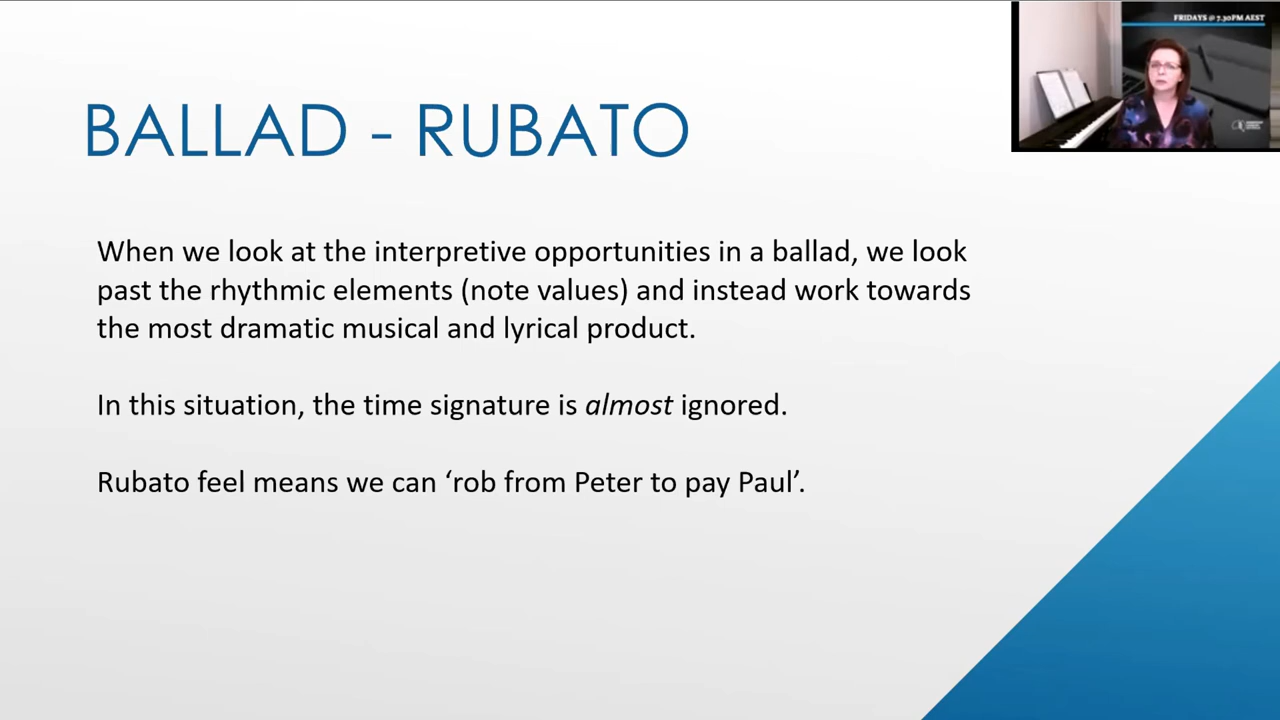 FRIDAYS @ 7.30PM AEST
BALLAD - RUBATO
When we look at the interpretive opportunities in a ballad, we look
past the rhythmic elements (note values) and instead work towards
the most dramatic musical and lyrical product.
In this situation, the time signature is almost ignored.
Rubato feel means we can ‘rob from Peter to pay Paul’.